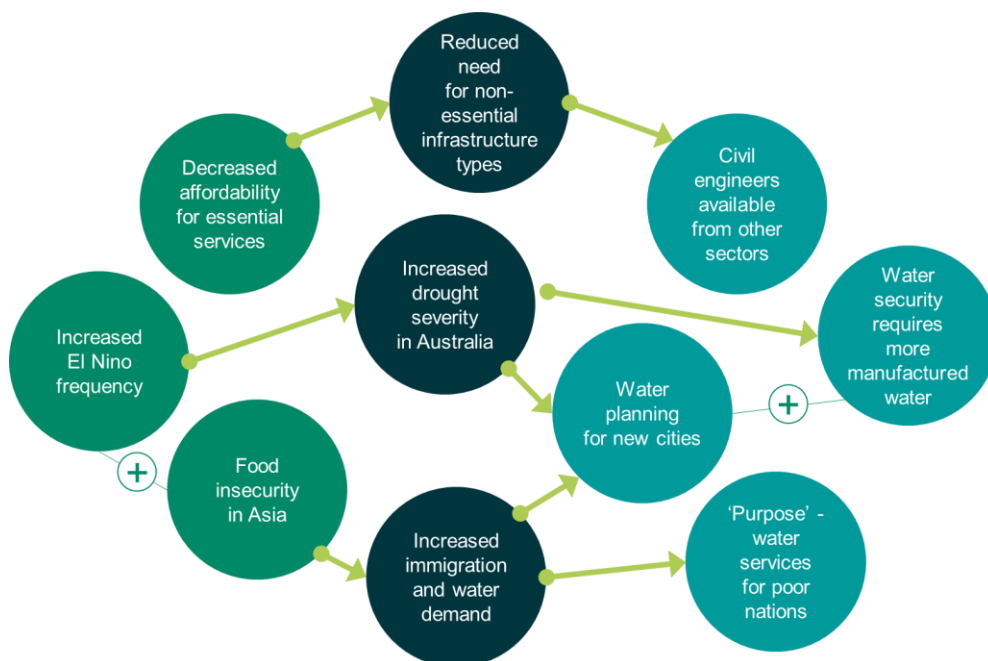 Reduced
need
for non-
essential
infrastructure
types
Decreased
affordability
for essential
services
Civil
engineers
available
from other
sectors
Increased
drought
severity
in Australia
Water
security
requires
more
manufactured
water
Increased
El Nino
frequency
Water
planning
for new cities
+
+
Food
insecurity
in Asia
Increased
immigration
and water
demand
‘Purpose’ -
water
services
for poor
nations